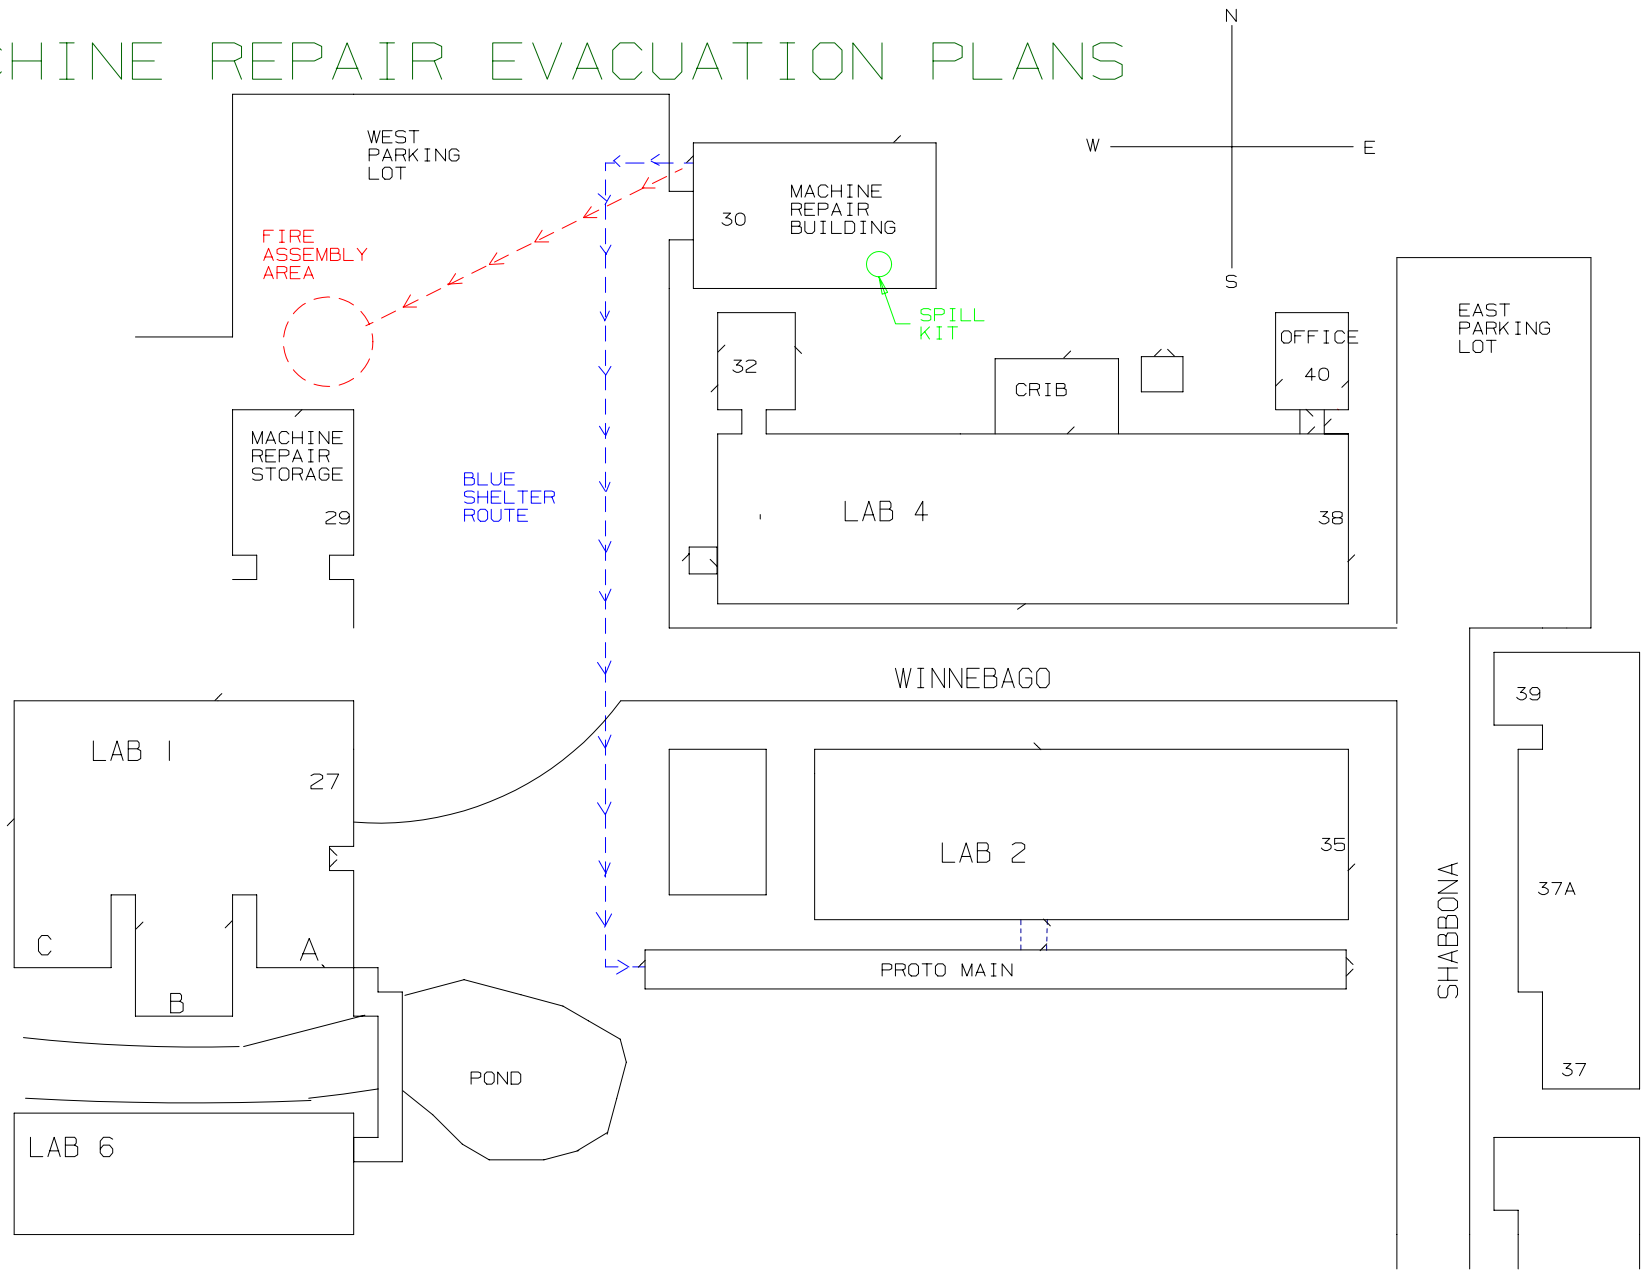 CHINE REPAIR EVACUATION PLANS
N
W
E
S
WEST
PARKING
LOT
MACHINE
REPAIR
BUILDING
30
FIRE
ASSEMBLY
AREA
SPILL
KIT
EAST
PARKING
LOT
OFFICE
40
32
CRIB
MACHINE
REPAIR
STORAGE
29
BLUE
SHELTER
ROUTE
LAB 4
38
WINNEBAGO
39
LAB 1
27
LAB 2
35
37A
SHABBONA
C
A
B
PROTO MAIN
POND
37
LAB 6